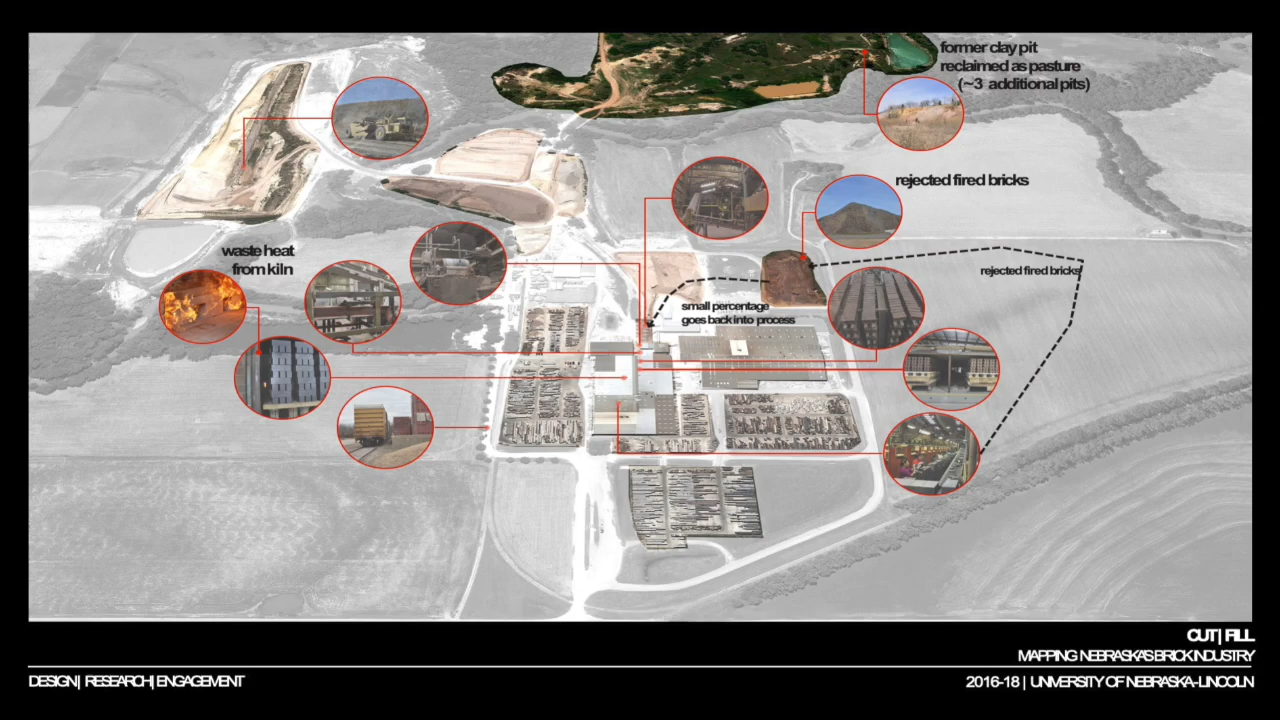 former clay pit
reclaimed as pasture
(~3 additional pits)
rejected fired bricks
waste heat
from kiln
rejected fired bricks
small percentage
goes back into process
CUT | FILL
MAPPING NEBRASKA'S BRICK INDUSTRY
DESIGN | RESEARCH | ENGAGEMENT
2016-18 | UNIVERSITY OF NEBRASKA-LINCOLN